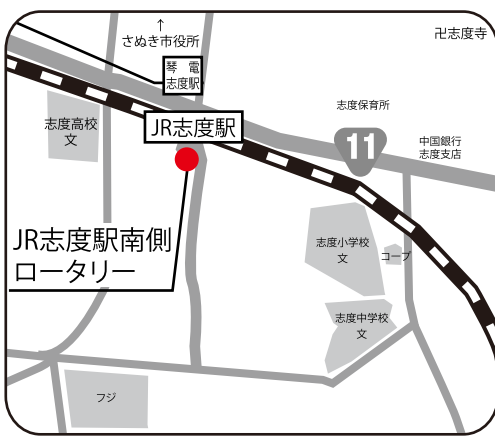 ↑
さぬき市役所
卍志度寺
琴 電
志度駅
志度保育所
志度高校
文
JR志度駅
11
中国銀行
志度支店
JR志度駅南側
ロータリー
志度小学校
文
コープ
志度中学校
文
フジ